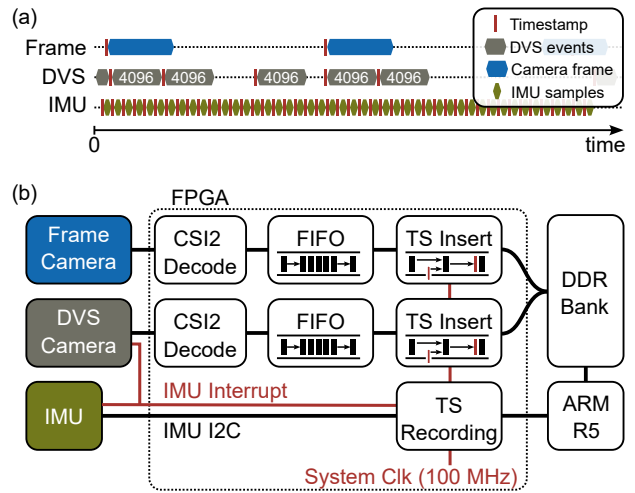 (a)
Frame
DVS
IMU
4096
4096
4096
4096
4096
0
time
Timestamp
DVS events
Camera frame
IMU samples
(b)
FPGA
Frame
Camera
CSI2
Decode
FIFO
TS Insert
DDR
Bank
DVS
Camera
CSI2
Decode
FIFO
TS Insert
IMU Interrupt
IMU
IMU I2C
TS
Recording
ARM
R5
System Clk (100 MHz)